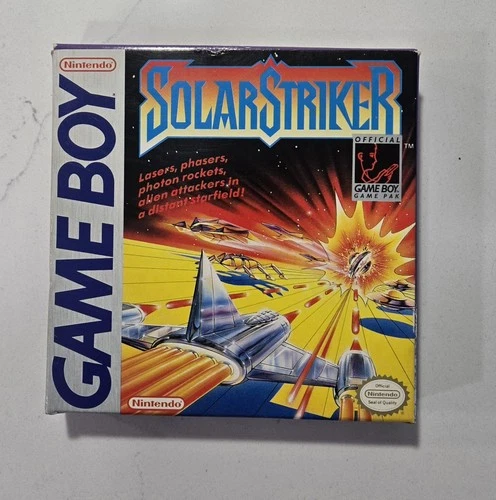 Nintendo
GAME BOY
SOLARSTRIKER
TM
Lasers, phasers,
photon rockets,
alien attackers in
a distant starfield!
OFFICIAL
GAME BOY
GAME PAK
Nintendo
Official
Nintendo
Seal of Quality